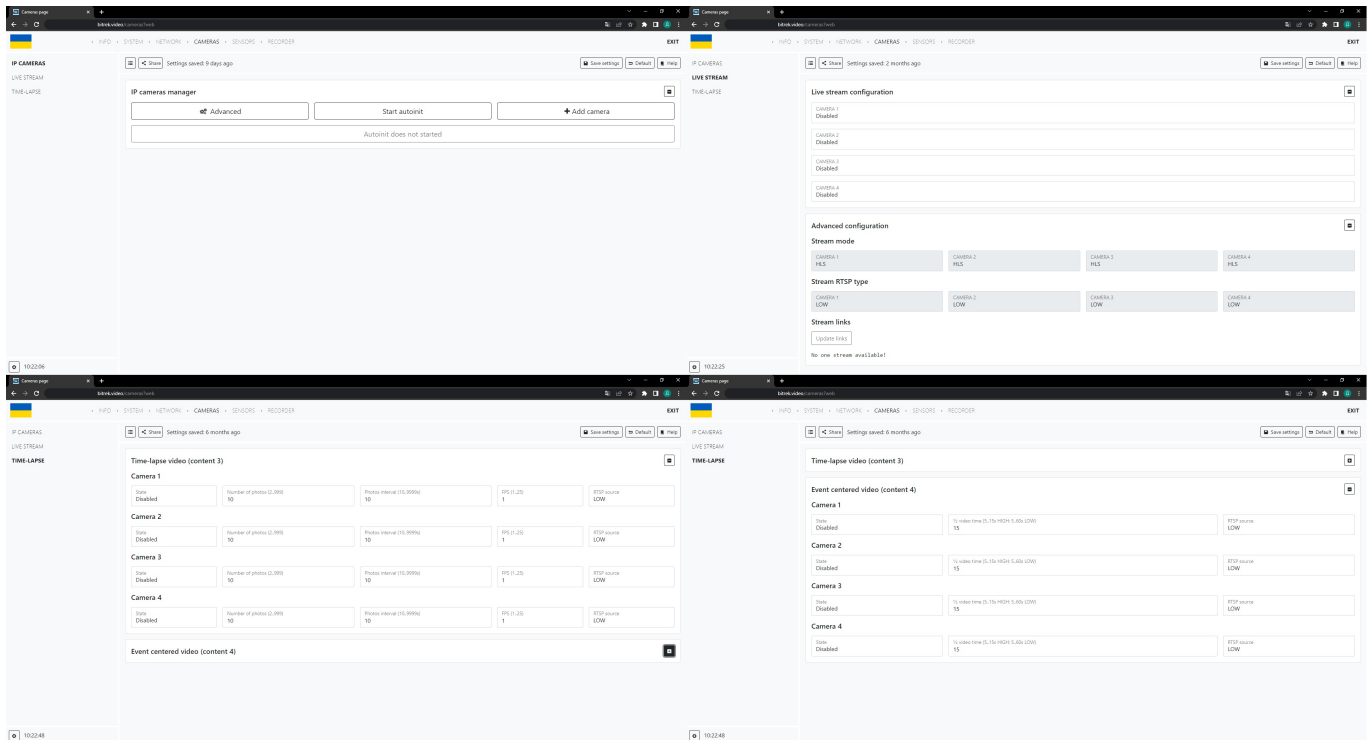 Cameras page
bitrek.video/cameras?web
INFO • SYSTEM • NETWORK • CAMERAS • SENSORS • RECORDER
EXIT
IP CAMERAS
LIVE STREAM
TIME-LAPSE
Share Settings saved: 9 days ago
Save settings Default Help
IP cameras manager
Advanced
Start autoinit
Add camera
Autoinit does not started
10:22:06
Cameras page
bitrek.video/cameras?web
INFO • SYSTEM • NETWORK • CAMERAS • SENSORS • RECORDER
EXIT
IP CAMERAS
LIVE STREAM
TIME-LAPSE
Share Settings saved: 2 months ago
Save settings Default Help
Live stream configuration
CAMERA 1
Disabled
CAMERA 2
Disabled
CAMERA 3
Disabled
CAMERA 4
Disabled
Advanced configuration
Stream mode
CAMERA 1 CAMERA 2 CAMERA 3 CAMERA 4
HLS HLS HLS HLS
Stream RTSP type
CAMERA 1 CAMERA 2 CAMERA 3 CAMERA 4
LOW LOW LOW LOW
Stream links
Update links
No one stream available!
10:22:25
Cameras page
bitrek.video/cameras?web
INFO • SYSTEM • NETWORK • CAMERAS • SENSORS • RECORDER
EXIT
IP CAMERAS
LIVE STREAM
TIME-LAPSE
Share Settings saved: 6 months ago
Save settings Default Help
Time-lapse video (content 3)
Camera 1
State Number of photos (2..999) Photos interval (10..9999s) FPS (1..25) RTSP source
Disabled 10 10 1 LOW
Camera 2
State Number of photos (2..999) Photos interval (10..9999s) FPS (1..25) RTSP source
Disabled 10 10 1 LOW
Camera 3
State Number of photos (2..999) Photos interval (10..9999s) FPS (1..25) RTSP source
Disabled 10 10 1 LOW
Camera 4
State Number of photos (2..999) Photos interval (10..9999s) FPS (1..25) RTSP source
Disabled 10 10 1 LOW
Event centered video (content 4)
10:22:48
Cameras page
bitrek.video/cameras?web
INFO • SYSTEM • NETWORK • CAMERAS • SENSORS • RECORDER
EXIT
IP CAMERAS
LIVE STREAM
TIME-LAPSE
Share Settings saved: 6 months ago
Save settings Default Help
Time-lapse video (content 3)
Event centered video (content 4)
Camera 1
State ½ video time (5..15s HIGH; 5..60s LOW) RTSP source
Disabled 15 LOW
Camera 2
State ½ video time (5..15s HIGH; 5..60s LOW) RTSP source
Disabled 15 LOW
Camera 3
State ½ video time (5..15s HIGH; 5..60s LOW) RTSP source
Disabled 15 LOW
Camera 4
State ½ video time (5..15s HIGH; 5..60s LOW) RTSP source
Disabled 15 LOW
10:22:48